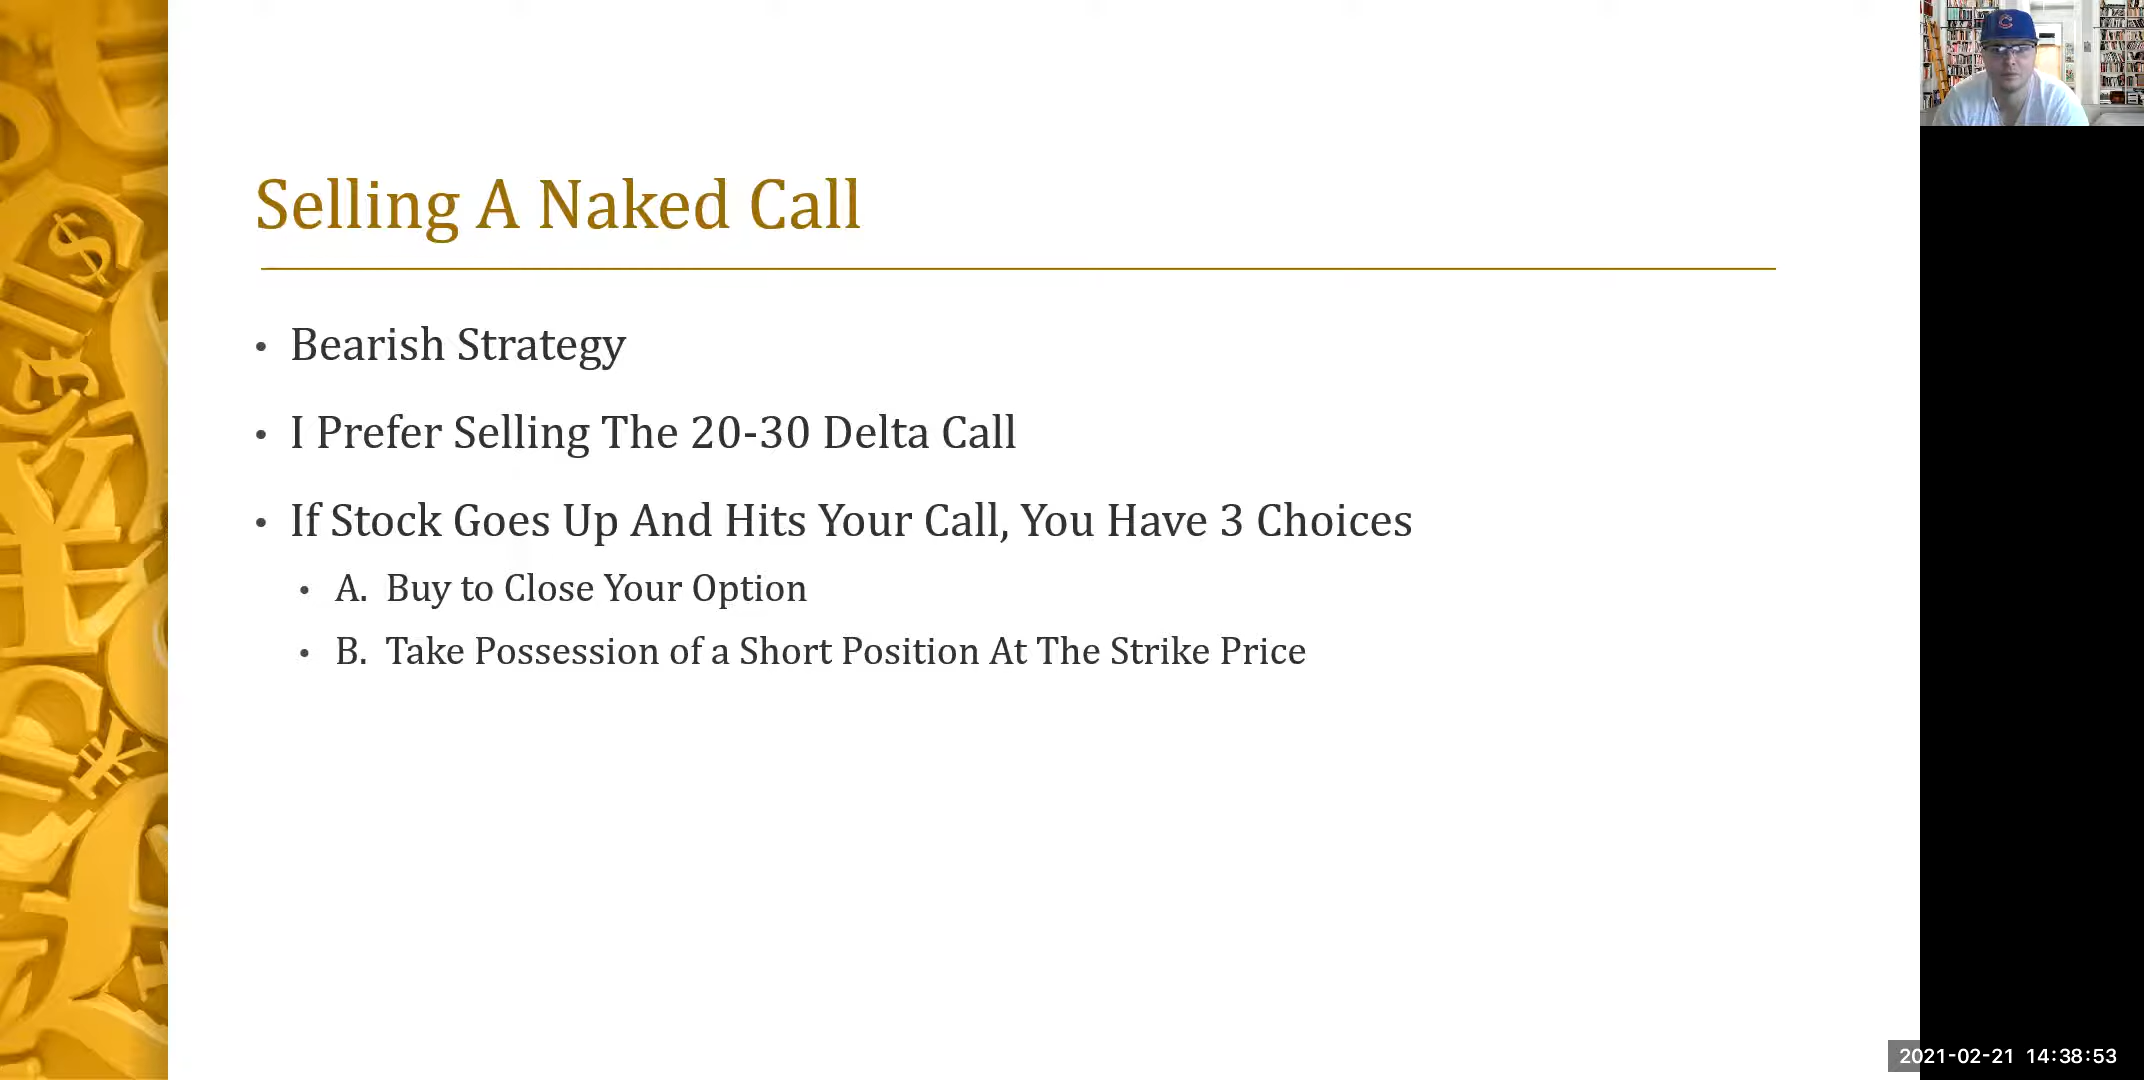 Selling A Naked Call
• Bearish Strategy
• I Prefer Selling The 20-30 Delta Call
• If Stock Goes Up And Hits Your Call, You Have 3 Choices
• A. Buy to Close Your Option
• B. Take Possession of a Short Position At The Strike Price
C
2021-02-21 14:38:53